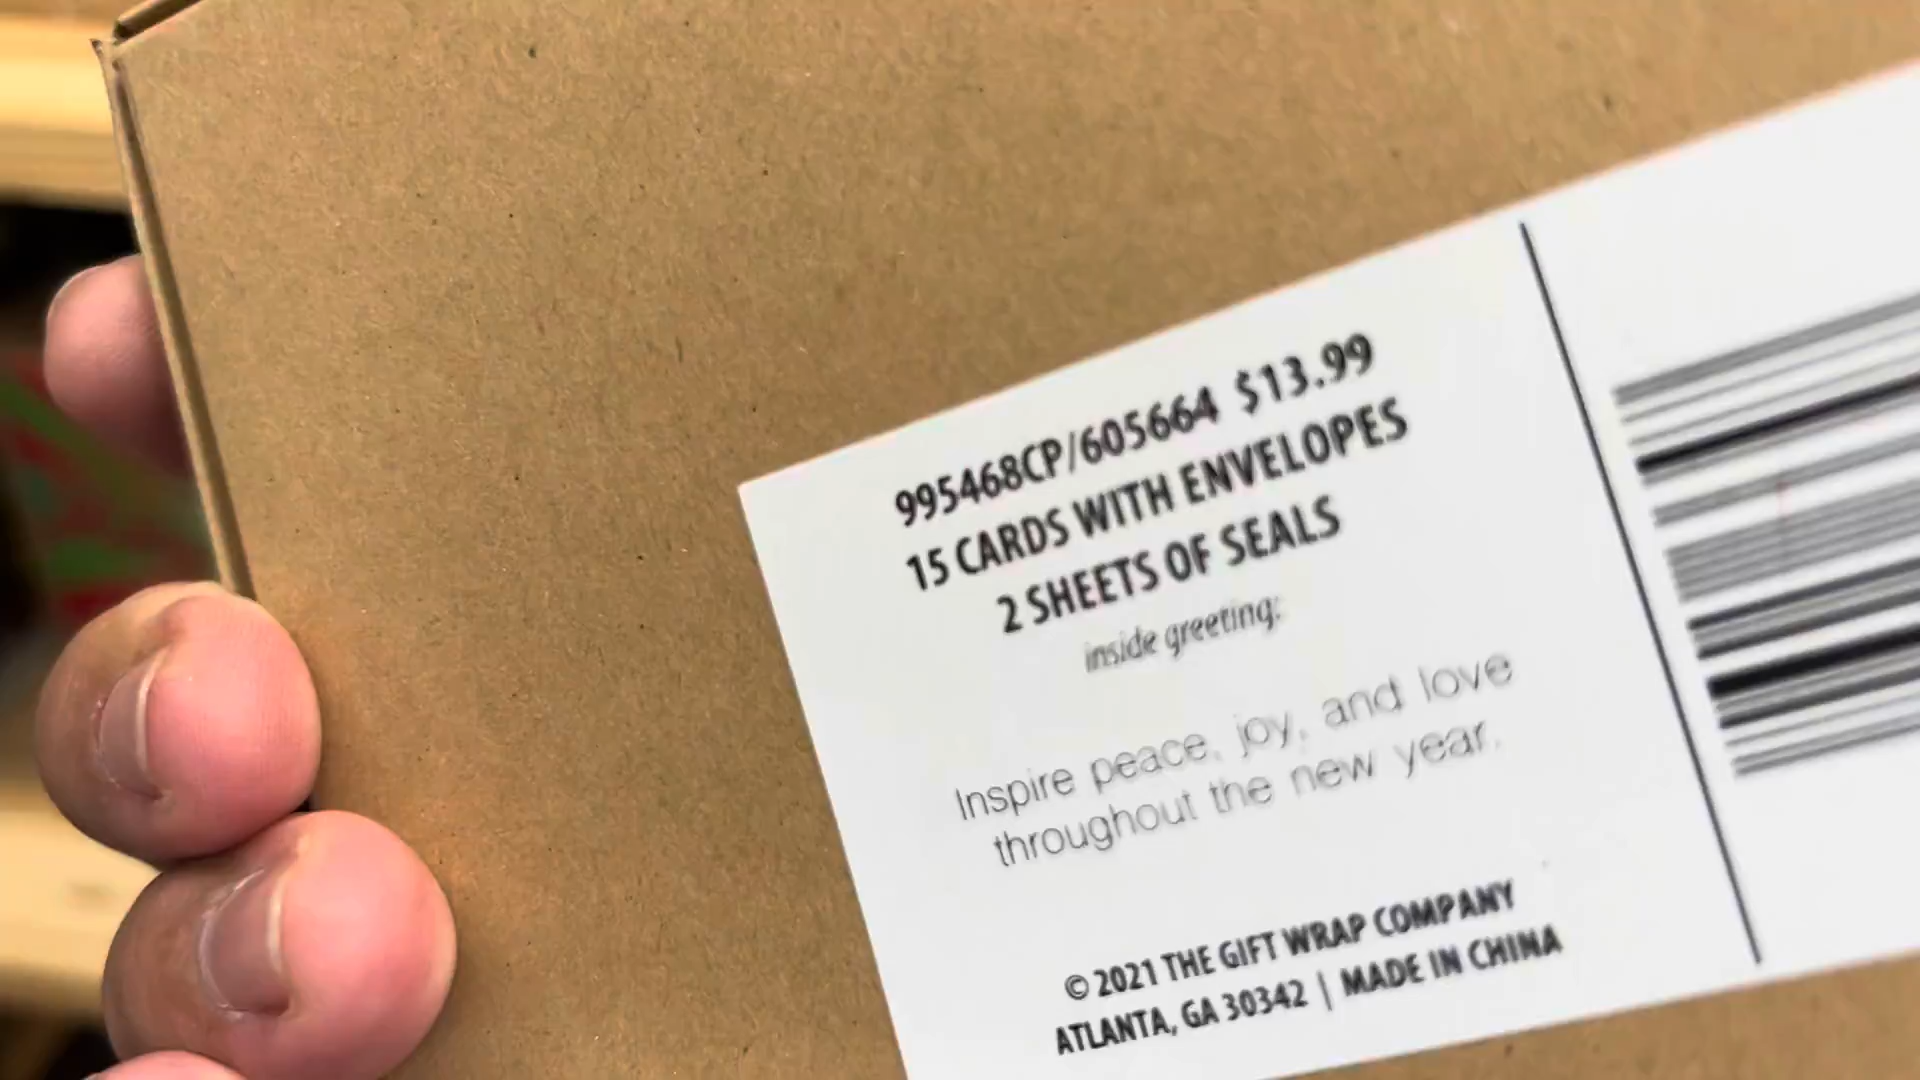 995468CP/605664 $13.99
15 CARDS WITH ENVELOPES
2 SHEETS OF SEALS
inside greeting:
Inspire peace, joy, and love
throughout the new year.
© 2021 THE GIFT WRAP COMPANY
ATLANTA, GA 30342 | MADE IN CHINA